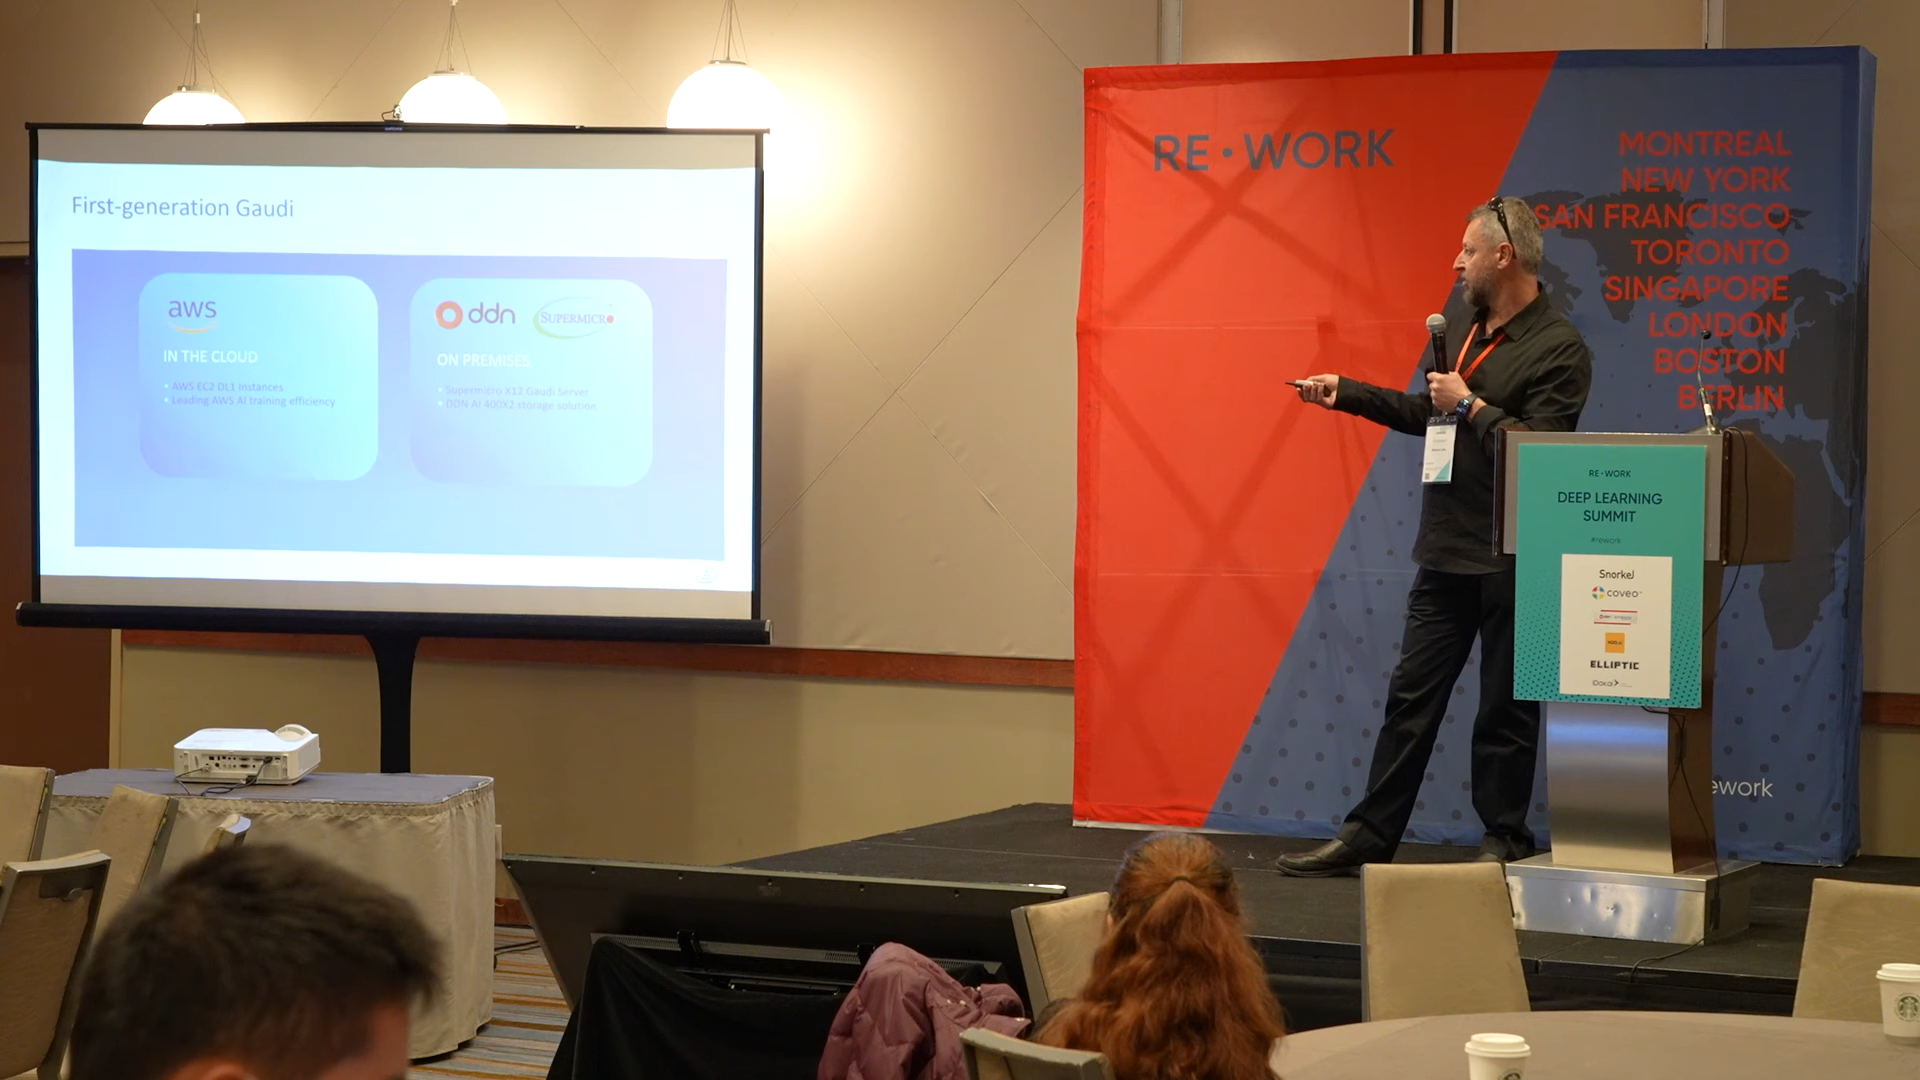 First-generation Gaudi
aws
IN THE CLOUD
• AWS EC2 DL1 Instances
• Leading AWS AI training efficiency
ddn SUPERMICRO
ON PREMISES
• Supermicro X12 Gaudi Server
• DDN AI 400X2 storage solution
RE•WORK
MONTREAL
NEW YORK
SAN FRANCISCO
TORONTO
SINGAPORE
LONDON
BOSTON
BERLIN
ework
RE•WORK
DEEP LEARNING
SUMMIT
#rework
Snorkel
coveo
ELLIPTIC